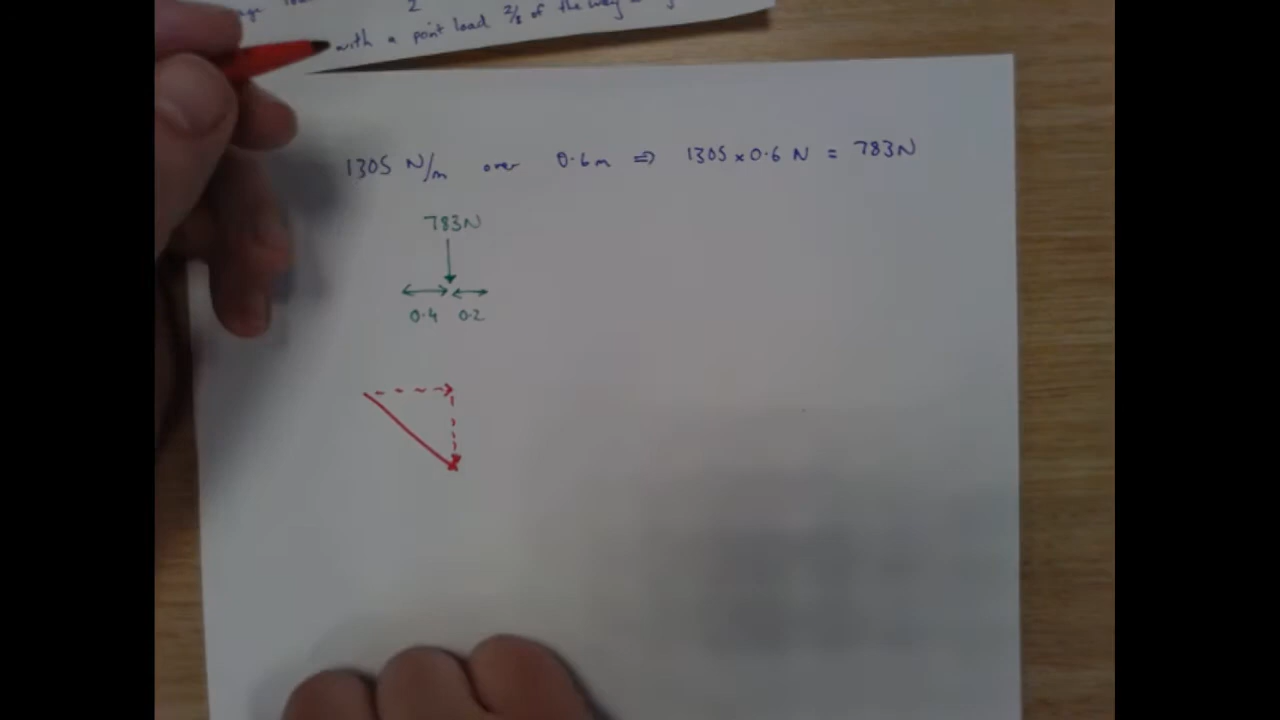 2
with a point load 2/3 of the way
1305 N/m over 0.6m ⇒ 1305 × 0.6 N = 783N
783N
0.4 0.2